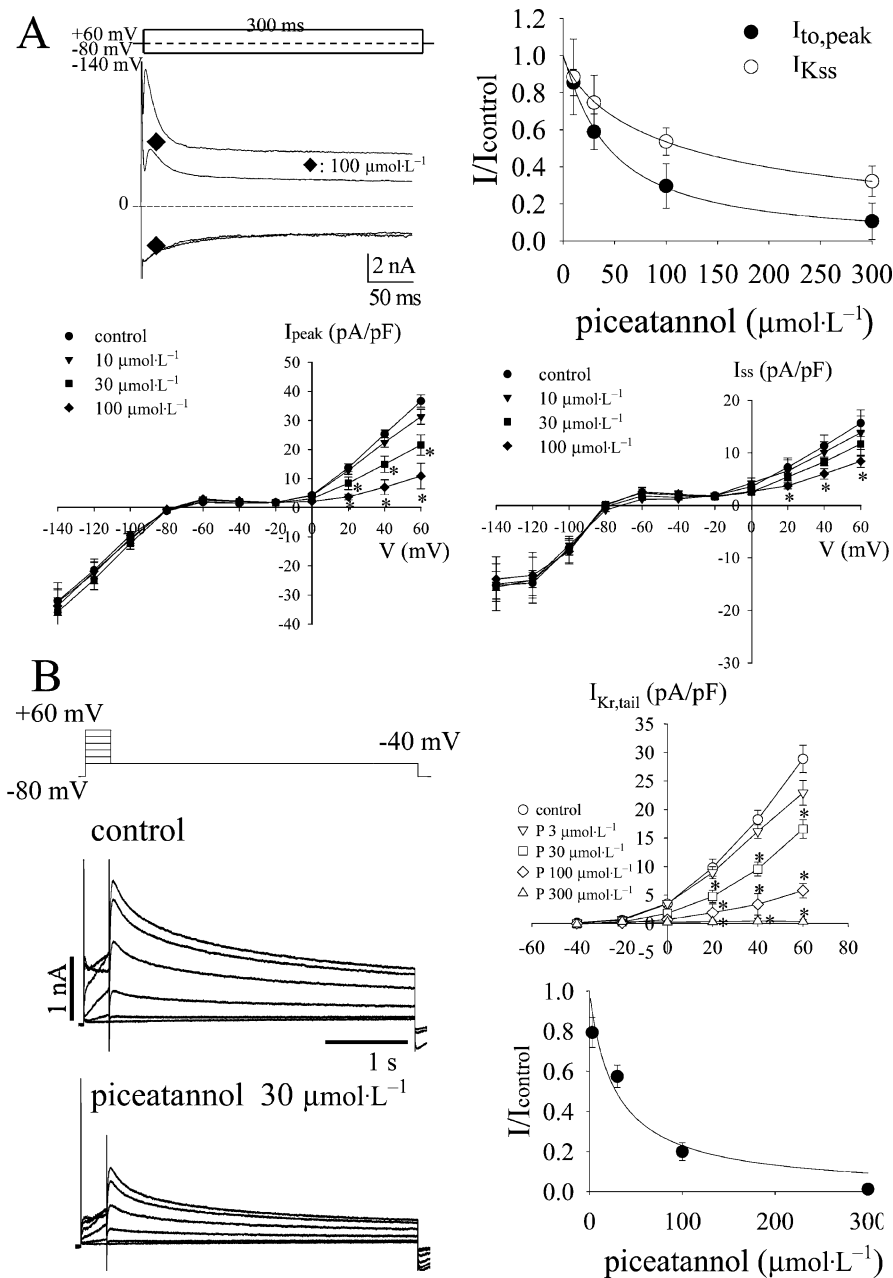 A
300 ms
+60 mV
-80 mV
-140 mV
◆: 100 µmol·L⁻¹
0
2 nA
50 ms
● Ito,peak
○ IKss
I/Icontrol
1.2
1.0
0.8
0.6
0.4
0.2
0.0
0 50 100 150 200 250 300
piceatannol (µmol·L⁻¹)
Ipeak (pA/pF)
control
10 µmol·L⁻¹
30 µmol·L⁻¹
100 µmol·L⁻¹
50
40
30
20
10
* * *
* * *
-140 -120 -100 -80 -60 -40 -20 0 20 40 60
V (mV)
-10
-20
-30
-40
Iss (pA/pF)
control
10 µmol·L⁻¹
30 µmol·L⁻¹
100 µmol·L⁻¹
20
10
* * *
-140 -120 -100 -80 -60 -40 -20 0 20 40 60
V (mV)
-10
-20
-30
B
+60 mV
-40 mV
-80 mV
control
1 nA
1 s
piceatannol 30 µmol·L⁻¹
IKr,tail (pA/pF)
control
P 3 µmol·L⁻¹
P 30 µmol·L⁻¹
P 100 µmol·L⁻¹
P 300 µmol·L⁻¹
35
30
25
20
15
10
5
0
-5
* * *
* * *
* * *
-60 -40 -20 0 20 40 60 80
I/Icontrol
1.0
0.8
0.6
0.4
0.2
0.0
0 100 200 300
piceatannol (µmol·L⁻¹)